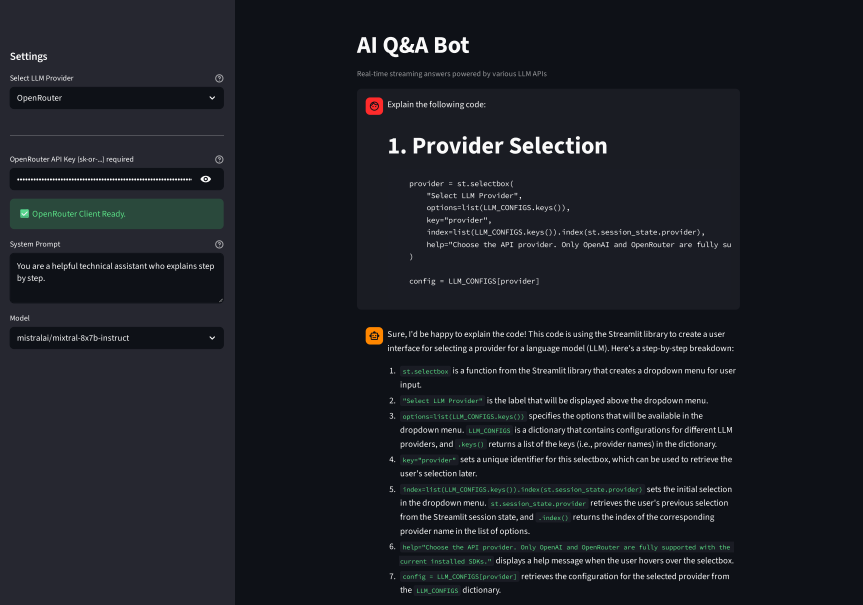 Settings
Select LLM Provider
OpenRouter
OpenRouter API Key (sk-or-...) required
OpenRouter Client Ready.
System Prompt
You are a helpful technical assistant who explains step
by step.
Model
mistralai/mixtral-8x7b-instruct
AI Q&A Bot
Real-time streaming answers powered by various LLM APIs
Explain the following code:
1. Provider Selection
provider = st.selectbox(
"Select LLM Provider",
options=list(LLM_CONFIGS.keys()),
key="provider",
index=list(LLM_CONFIGS.keys()).index(st.session_state.provider),
help="Choose the API provider. Only OpenAI and OpenRouter are fully su
)
config = LLM_CONFIGS[provider]
Sure, I'd be happy to explain the code! This code is using the Streamlit library to create a user
interface for selecting a provider for a language model (LLM). Here's a step-by-step breakdown:
1. st.selectbox is a function from the Streamlit library that creates a dropdown menu for user
input.
2. "Select LLM Provider" is the label that will be displayed above the dropdown menu.
3. options=list(LLM_CONFIGS.keys()) specifies the options that will be available in the
dropdown menu. LLM_CONFIGS is a dictionary that contains configurations for different LLM
providers, and .keys() returns a list of the keys (i.e., provider names) in the dictionary.
4. key="provider" sets a unique identifier for this selectbox, which can be used to retrieve the
user's selection later.
5. index=list(LLM_CONFIGS.keys()).index(st.session_state.provider) sets the initial selection
in the dropdown menu. st.session_state.provider retrieves the user's previous selection
from the Streamlit session state, and .index() returns the index of the corresponding
provider name in the list of options.
6. help="Choose the API provider. Only OpenAI and OpenRouter are fully supported with the
current installed SDKs." displays a help message when the user hovers over the selectbox.
7. config = LLM_CONFIGS[provider] retrieves the configuration for the selected provider from
the LLM_CONFIGS dictionary.